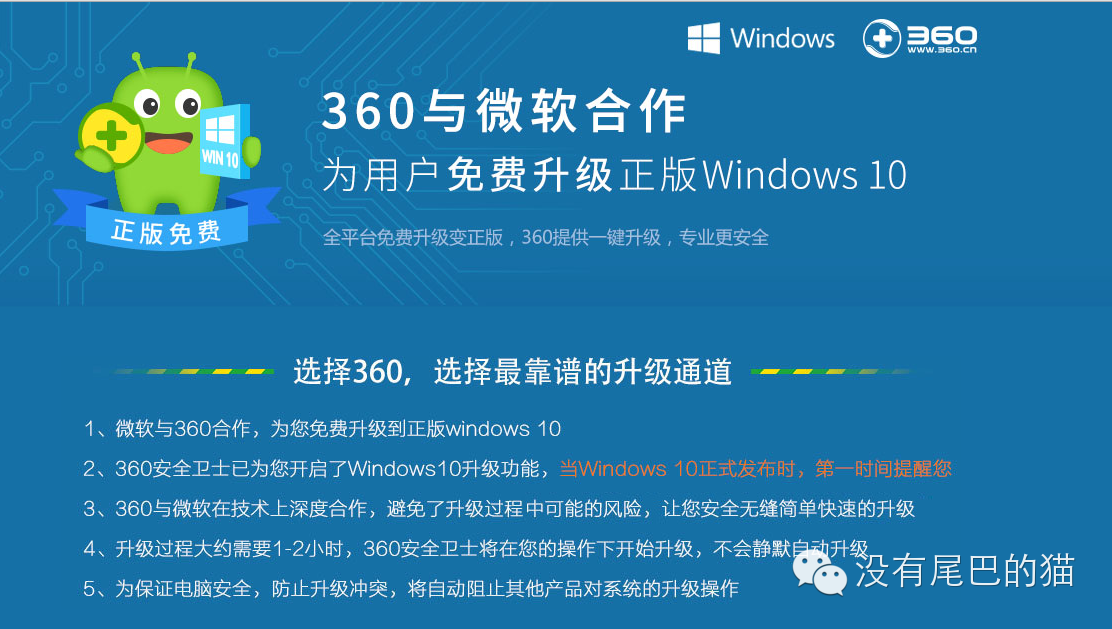 Windows 360
www.360.cn
360与微软合作
为用户免费升级正版Windows 10
WIN 10
正版免费
全平台免费升级变正版，360提供一键升级，专业更安全
选择360，选择最靠谱的升级通道
1、微软与360合作，为您免费升级到正版windows 10
2、360安全卫士已为您开启了Windows10升级功能，当Windows 10正式发布时，第一时间提醒您
3、360与微软在技术上深度合作，避免了升级过程中可能的风险，让您安全无缝简单快速的升级
4、升级过程大约需要1-2小时，360安全卫士将在您的操作下开始升级，不会静默自动升级
5、为保证电脑安全，防止升级冲突，将自动阻止其他产品对系统的升级操作
没有尾巴的猫